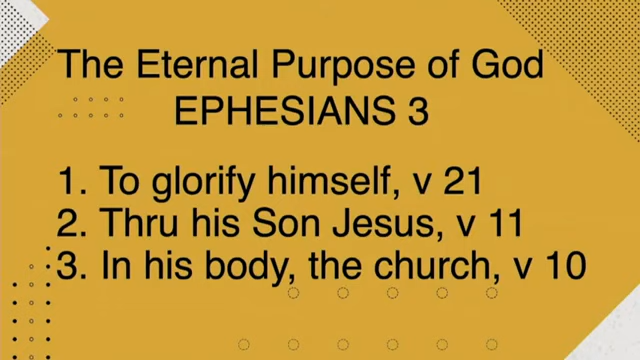 The Eternal Purpose of God
EPHESIANS 3
1. To glorify himself, v 21
2. Thru his Son Jesus, v 11
3. In his body, the church, v 10